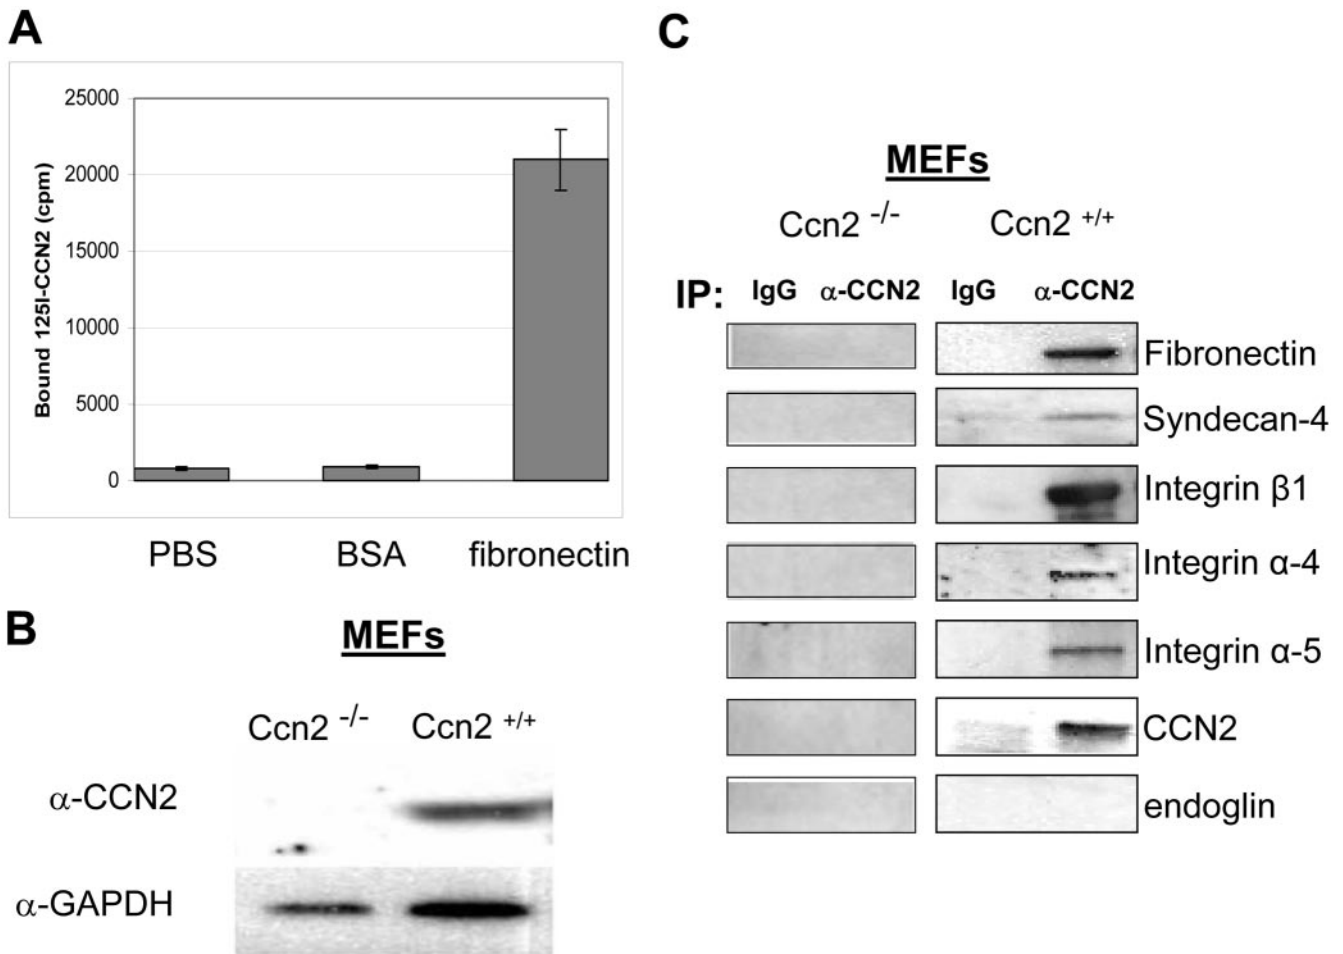 A
25000
20000
15000
10000
5000
0
Bound 125I-CCN2 (cpm)
PBS BSA fibronectin
B
MEFs
Ccn2 -/- Ccn2 +/+
α-CCN2
α-GAPDH
C
MEFs
Ccn2 -/- Ccn2 +/+
IP: IgG α-CCN2 IgG α-CCN2
Fibronectin
Syndecan-4
Integrin β1
Integrin α-4
Integrin α-5
CCN2
endoglin